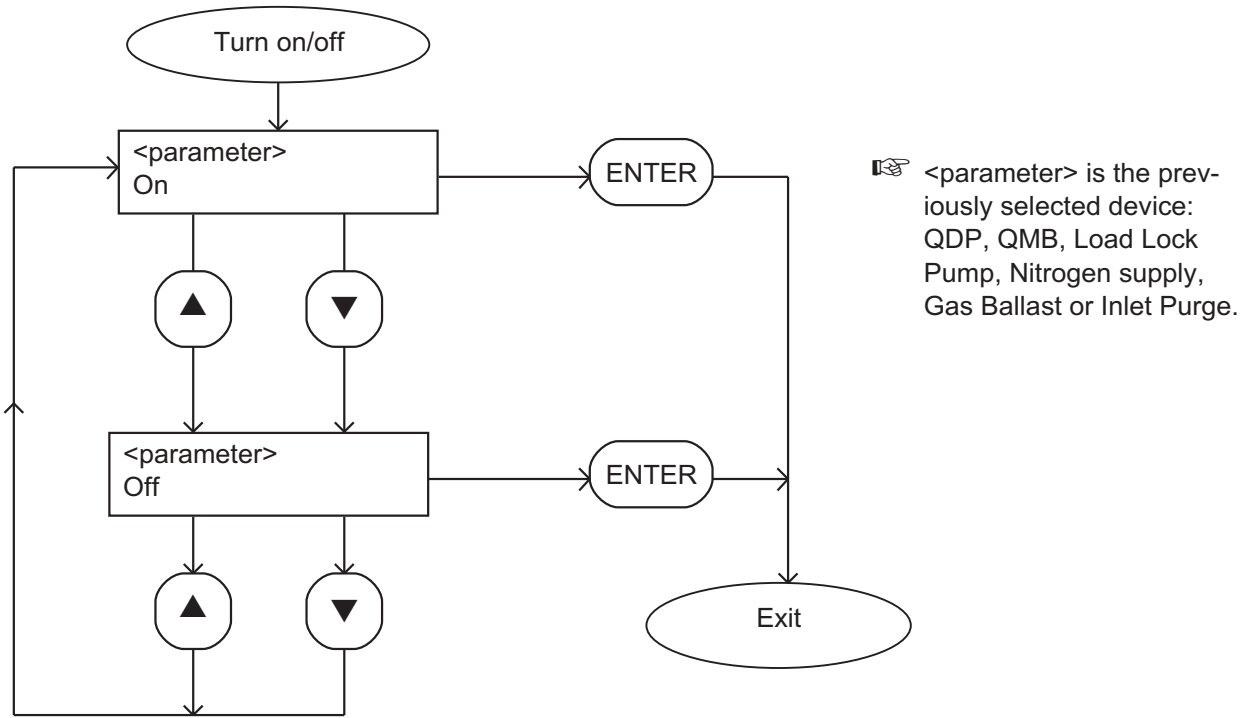 Turn on/off
<parameter>
On
ENTER
☞ <parameter> is the prev-
iously selected device:
QDP, QMB, Load Lock
Pump, Nitrogen supply,
Gas Ballast or Inlet Purge.
▲
▼
<parameter>
Off
ENTER
▲
▼
Exit